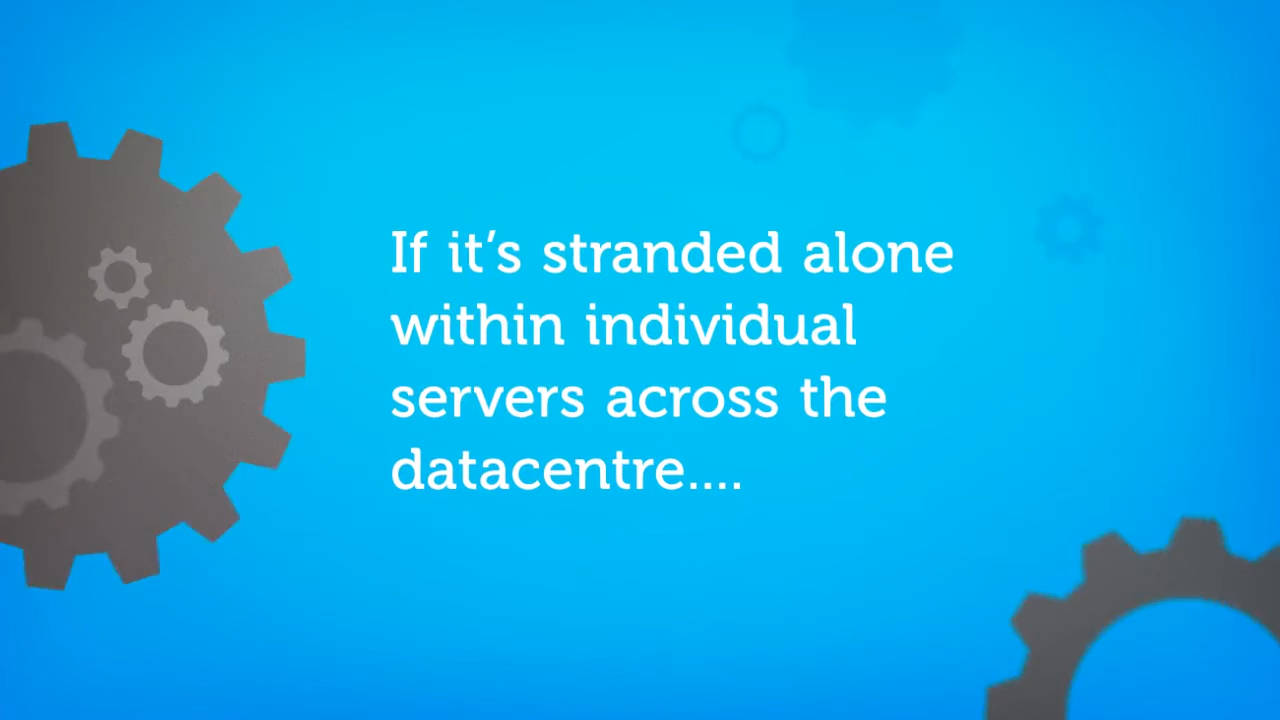 If it’s stranded alone
within individual
servers across the
datacentre....